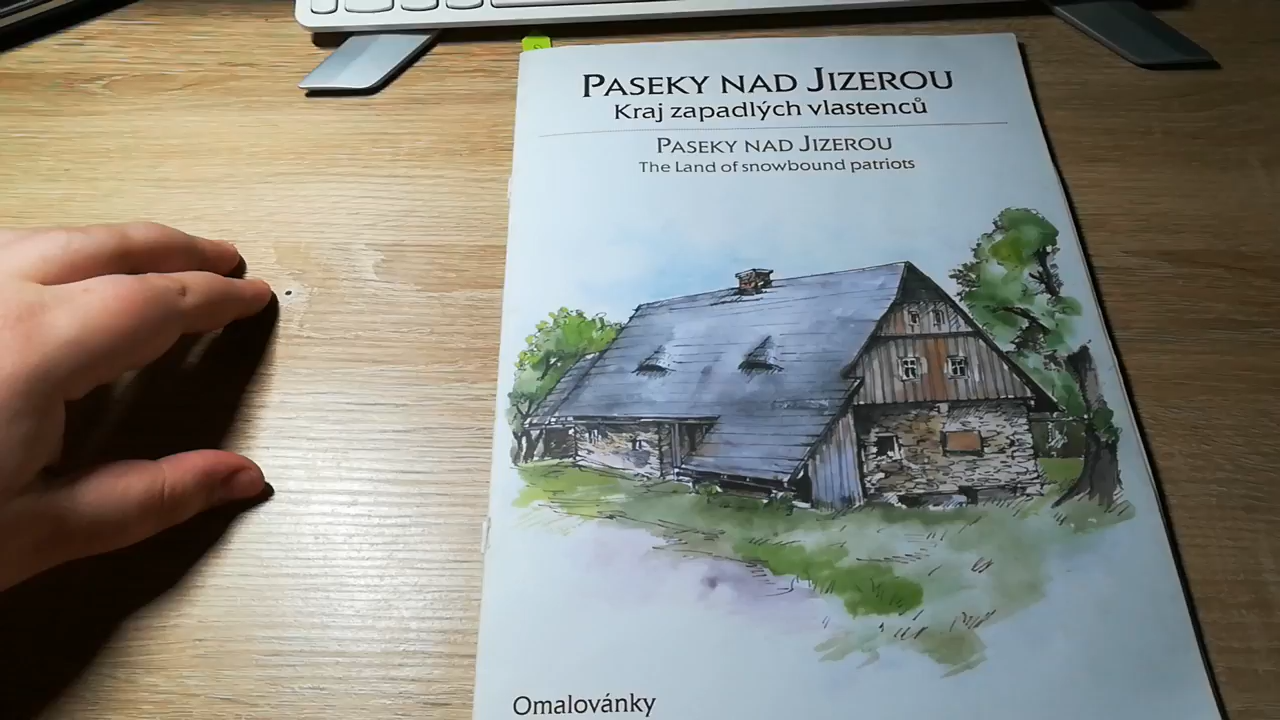 PASEKY NAD JIZEROU
Kraj zapadlých vlastenců
PASEKY NAD JIZEROU
The Land of snowbound patriots
Omalovánky